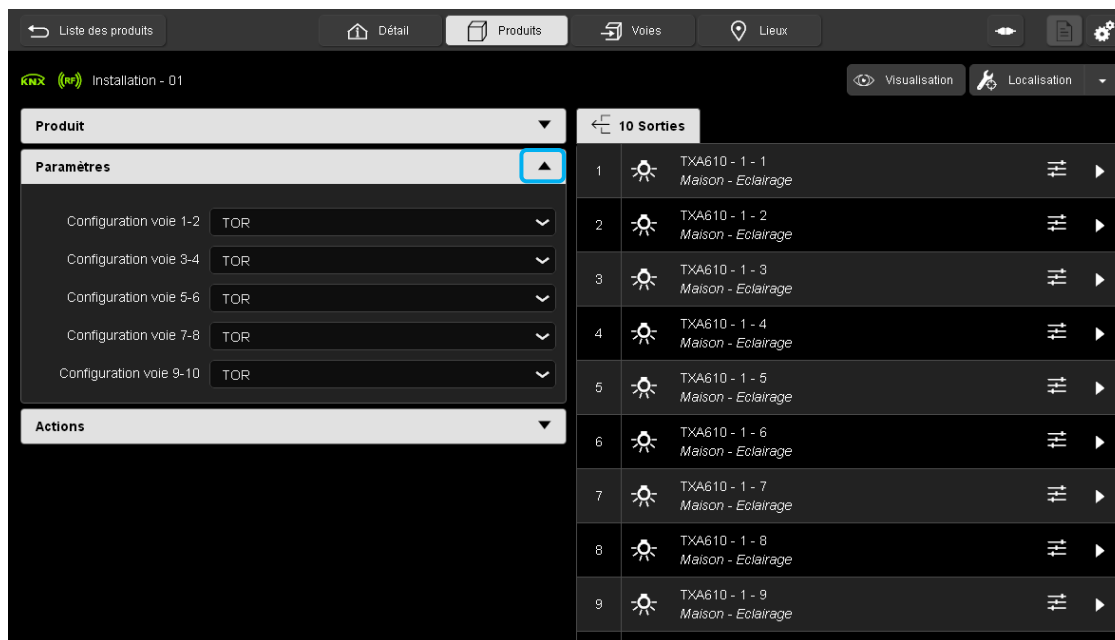 Liste des produits
Détail
Produits
Voies
Lieux
KNX (RF) Installation - 01
Visualisation
Localisation
Produit
Paramètres
Configuration voie 1-2 TOR
Configuration voie 3-4 TOR
Configuration voie 5-6 TOR
Configuration voie 7-8 TOR
Configuration voie 9-10 TOR
Actions
10 Sorties
1 TXA610 - 1 - 1
Maison - Eclairage
2 TXA610 - 1 - 2
Maison - Eclairage
3 TXA610 - 1 - 3
Maison - Eclairage
4 TXA610 - 1 - 4
Maison - Eclairage
5 TXA610 - 1 - 5
Maison - Eclairage
6 TXA610 - 1 - 6
Maison - Eclairage
7 TXA610 - 1 - 7
Maison - Eclairage
8 TXA610 - 1 - 8
Maison - Eclairage
9 TXA610 - 1 - 9
Maison - Eclairage